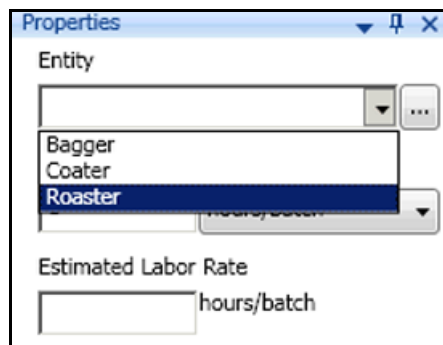 Properties
Entity
...
Bagger
Coater
Roaster
hours/batch
Estimated Labor Rate
hours/batch